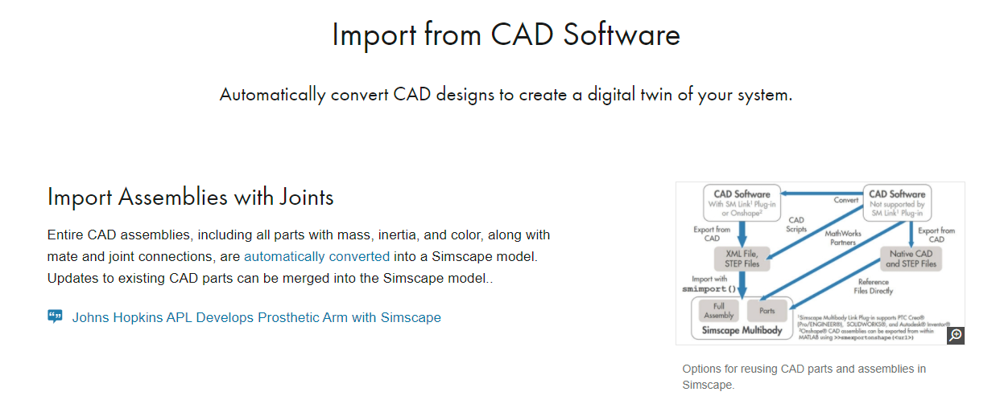 Import from CAD Software
Automatically convert CAD designs to create a digital twin of your system.
Import Assemblies with Joints
Entire CAD assemblies, including all parts with mass, inertia, and color, along with
mate and joint connections, are automatically converted into a Simscape model.
Updates to existing CAD parts can be merged into the Simscape model..
Johns Hopkins APL Develops Prosthetic Arm with Simscape
CAD Software
With SM Link¹ Plug-in
or Onshape²
Convert
CAD Software
Not supported by
SM Link¹ Plug-in
Export from
CAD
CAD
Scripts
MathWorks
Partners
Export from
CAD
XML File,
STEP Files
Native CAD
and STEP Files
Import with
smimport()
Reference
Files Directly
Full
Assembly
Parts
Simscape Multibody
¹Simscape Multibody Link Plug-in supports PTC Creo®
(Pro/ENGINEER®), SOLIDWORKS®, and Autodesk® Inventor®
²Onshape® CAD assemblies can be exported from within
MATLAB using >>smexportonshape(<url>)
Options for reusing CAD parts and assemblies in
Simscape.